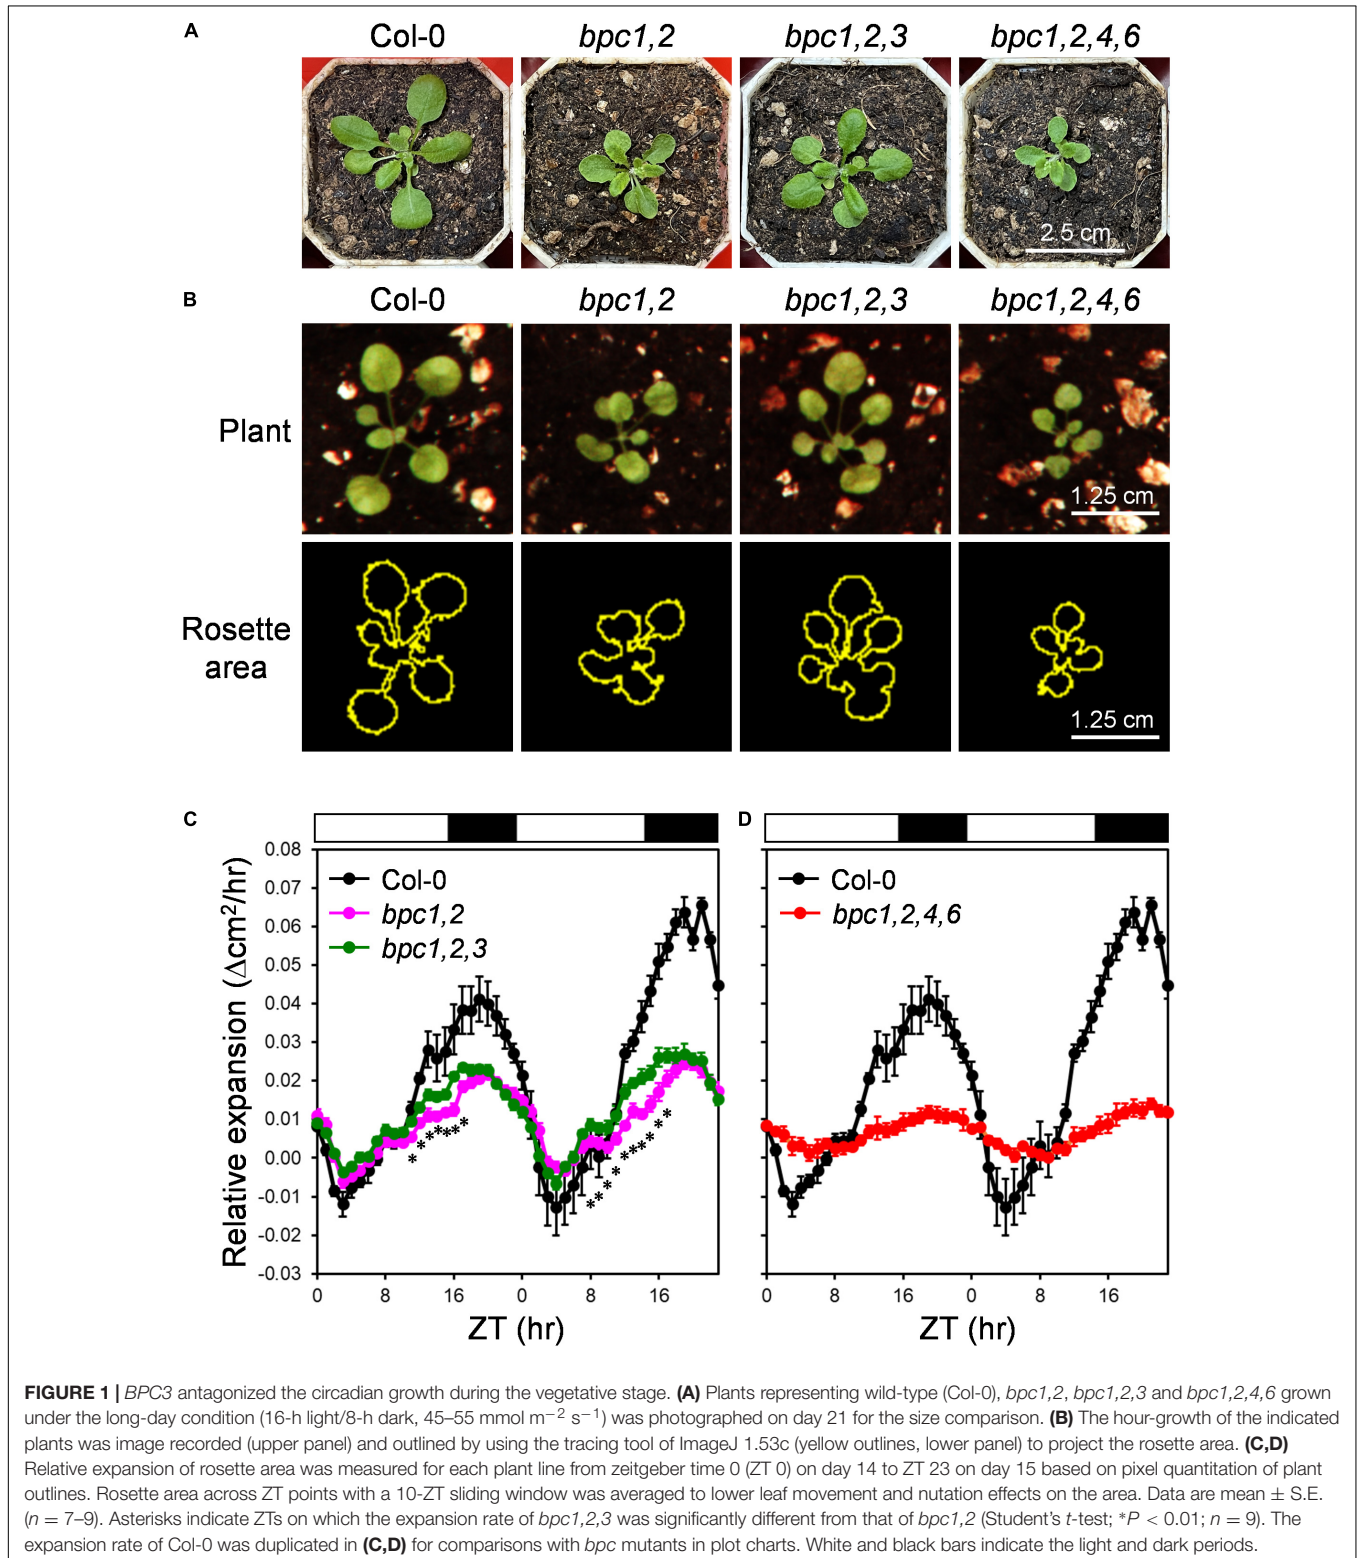 A
Col-0 bpc1,2 bpc1,2,3 bpc1,2,4,6
2.5 cm
B
Col-0 bpc1,2 bpc1,2,3 bpc1,2,4,6
Plant
1.25 cm
Rosette
area
1.25 cm
C
D
Relative expansion (Δcm²/hr)
0.08
0.07
0.06
0.05
0.04
0.03
0.02
0.01
0.00
-0.01
-0.02
-0.03
Col-0
bpc1,2
bpc1,2,3
* * * * * * *
* * * * * * * * * *
0 8 16 0 8 16
ZT (hr)
Col-0
bpc1,2,4,6
0 8 16 0 8 16
ZT (hr)
FIGURE 1 | BPC3 antagonized the circadian growth during the vegetative stage. (A) Plants representing wild-type (Col-0), bpc1,2, bpc1,2,3 and bpc1,2,4,6 grown
under the long-day condition (16-h light/8-h dark, 45–55 mmol m−2 s−1) was photographed on day 21 for the size comparison. (B) The hour-growth of the indicated
plants was image recorded (upper panel) and outlined by using the tracing tool of ImageJ 1.53c (yellow outlines, lower panel) to project the rosette area. (C,D)
Relative expansion of rosette area was measured for each plant line from zeitgeber time 0 (ZT 0) on day 14 to ZT 23 on day 15 based on pixel quantitation of plant
outlines. Rosette area across ZT points with a 10-ZT sliding window was averaged to lower leaf movement and nutation effects on the area. Data are mean ± S.E.
(n = 7–9). Asterisks indicate ZTs on which the expansion rate of bpc1,2,3 was significantly different from that of bpc1,2 (Student's t-test; *P < 0.01; n = 9). The
expansion rate of Col-0 was duplicated in (C,D) for comparisons with bpc mutants in plot charts. White and black bars indicate the light and dark periods.